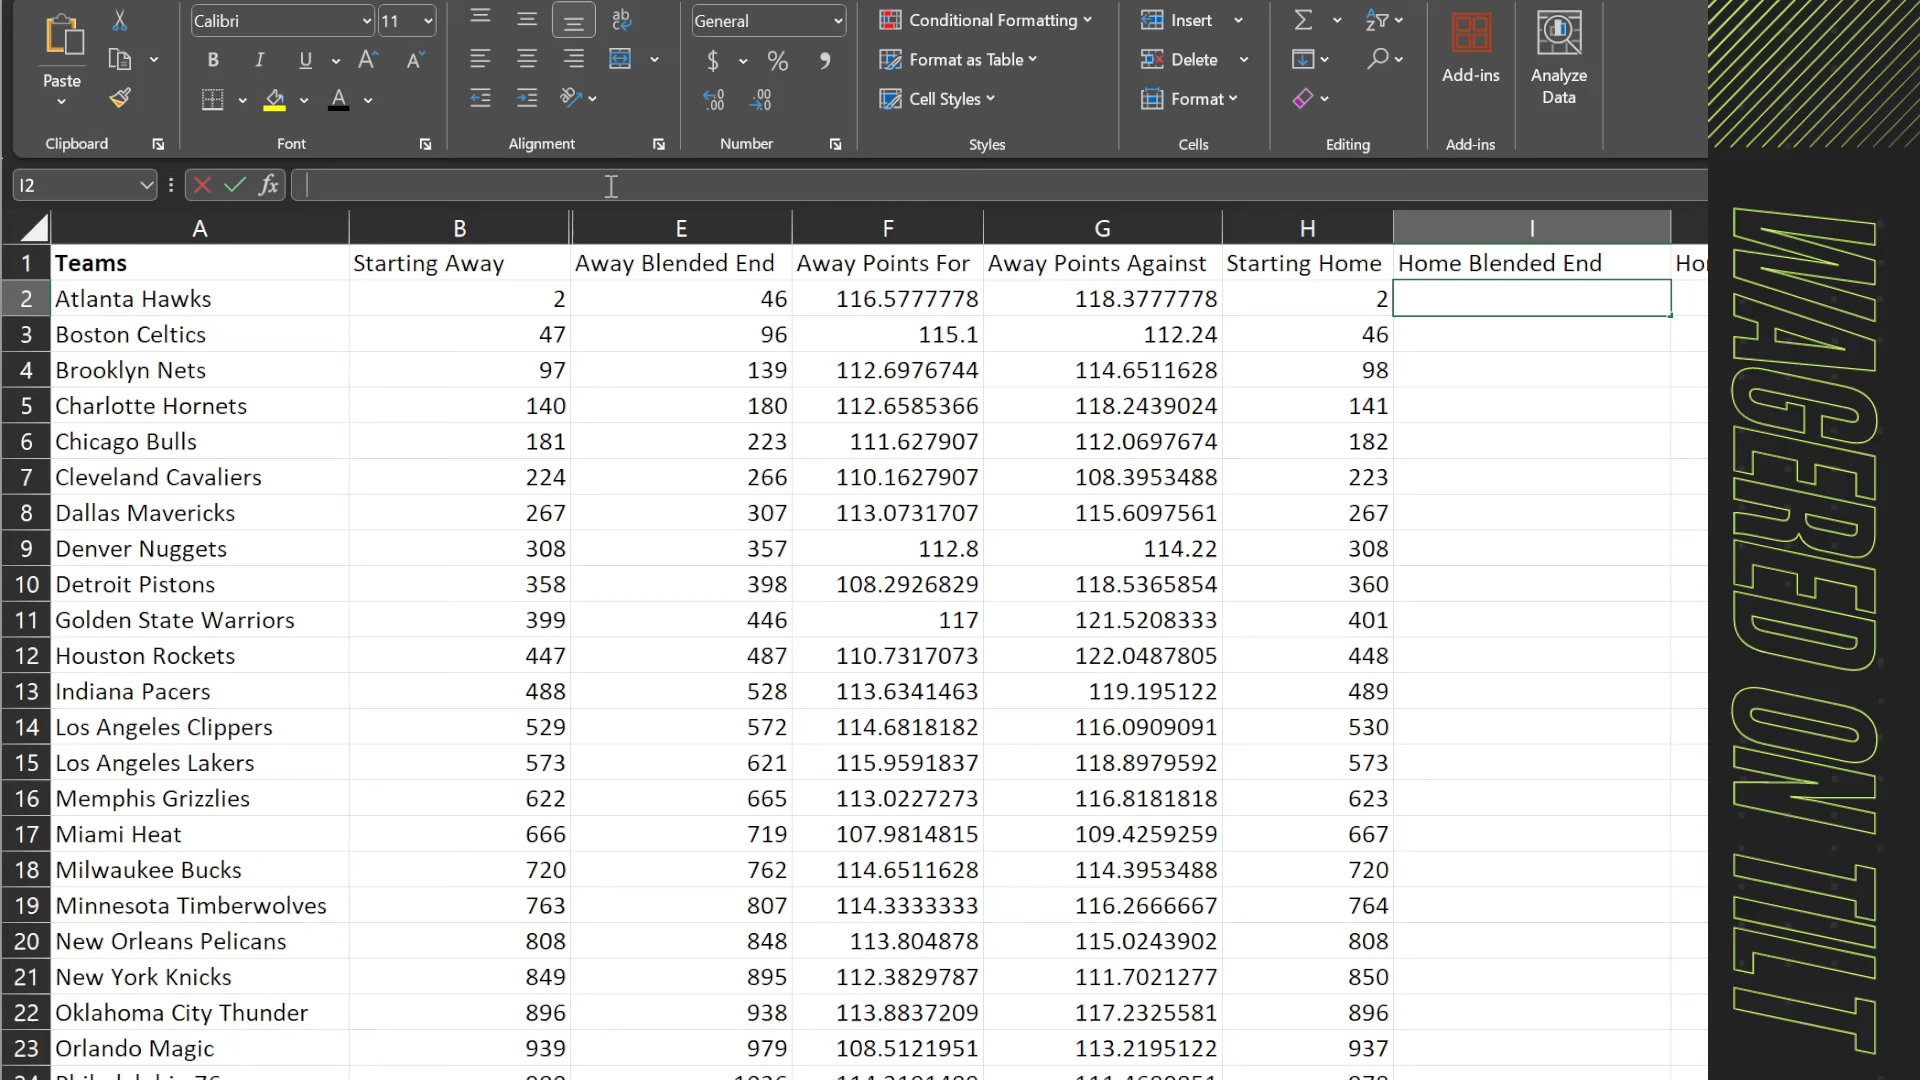 Calibri 11 General Conditional Formatting Insert
Paste B I U A A $ % Format as Table Delete Add-ins Analyze Data
A Cell Styles Format
Clipboard Font Alignment Number Styles Cells Editing Add-ins
I2 fx
A B E F G H I
1 Teams Starting Away Away Blended End Away Points For Away Points Against Starting Home Home Blended End
2 Atlanta Hawks 2 46 116.5777778 118.3777778 2
3 Boston Celtics 47 96 115.1 112.24 46
4 Brooklyn Nets 97 139 112.6976744 114.6511628 98
5 Charlotte Hornets 140 180 112.6585366 118.2439024 141
6 Chicago Bulls 181 223 111.627907 112.0697674 182
7 Cleveland Cavaliers 224 266 110.1627907 108.3953488 223
8 Dallas Mavericks 267 307 113.0731707 115.6097561 267
9 Denver Nuggets 308 357 112.8 114.22 308
10 Detroit Pistons 358 398 108.2926829 118.5365854 360
11 Golden State Warriors 399 446 117 121.5208333 401
12 Houston Rockets 447 487 110.7317073 122.0487805 448
13 Indiana Pacers 488 528 113.6341463 119.195122 489
14 Los Angeles Clippers 529 572 114.6818182 116.0909091 530
15 Los Angeles Lakers 573 621 115.9591837 118.8979592 573
16 Memphis Grizzlies 622 665 113.0227273 116.8181818 623
17 Miami Heat 666 719 107.9814815 109.4259259 667
18 Milwaukee Bucks 720 762 114.6511628 114.3953488 720
19 Minnesota Timberwolves 763 807 114.3333333 116.2666667 764
20 New Orleans Pelicans 808 848 113.804878 115.0243902 808
21 New York Knicks 849 895 112.3829787 111.7021277 850
22 Oklahoma City Thunder 896 938 113.8837209 117.2325581 896
23 Orlando Magic 939 979 108.5121951 113.2195122 937
WAGERED ON TILT